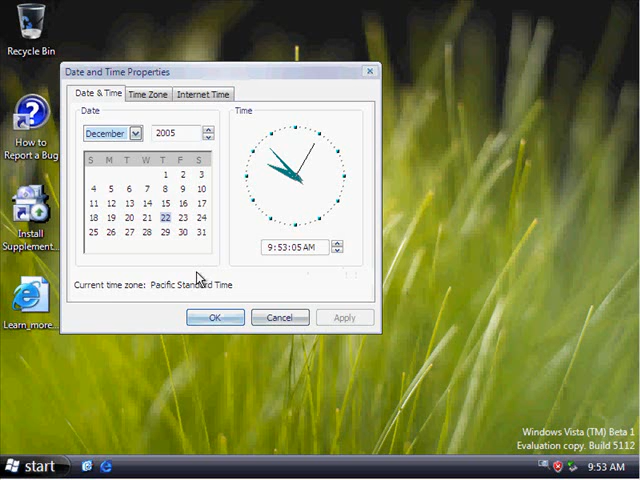 Recycle Bin
How to
Report a Bug
Install
Supplement...
Learn_more...
Date and Time Properties
Date & Time
Time Zone
Internet Time
Date
December
2005
S M T W T F S
1 2 3
4 5 6 7 8 9 10
11 12 13 14 15 16 17
18 19 20 21 22 23 24
25 26 27 28 29 30 31
Time
9:53:05 AM
Current time zone: Pacific Standard Time
OK
Cancel
Apply
Windows Vista (TM) Beta 1
Evaluation copy. Build 5112
start
9:53 AM